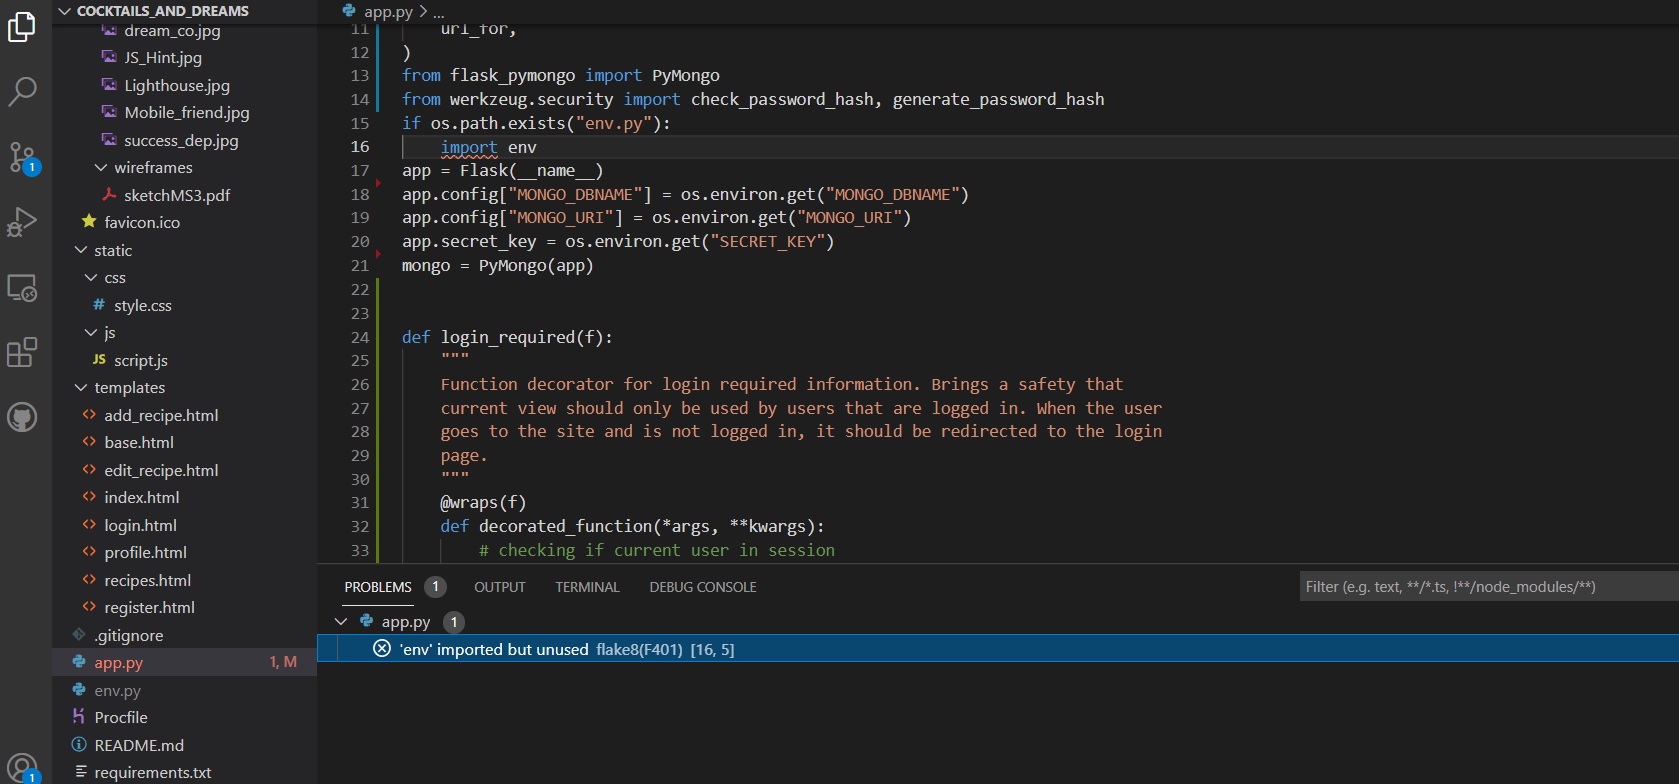 COCKTAILS_AND_DREAMS
dream_co.jpg
JS_Hint.jpg
Lighthouse.jpg
Mobile_friend.jpg
success_dep.jpg
wireframes
sketchMS3.pdf
favicon.ico
static
css
# style.css
js
JS script.js
templates
<> add_recipe.html
<> base.html
<> edit_recipe.html
<> index.html
<> login.html
<> profile.html
<> recipes.html
<> register.html
.gitignore
app.py 1, M
env.py
Procfile
README.md
requirements.txt
1
1
app.py > ...
11 url_for,
12 )
13 from flask_pymongo import PyMongo
14 from werkzeug.security import check_password_hash, generate_password_hash
15 if os.path.exists("env.py"):
16 import env
17 app = Flask(__name__)
18 app.config["MONGO_DBNAME"] = os.environ.get("MONGO_DBNAME")
19 app.config["MONGO_URI"] = os.environ.get("MONGO_URI")
20 app.secret_key = os.environ.get("SECRET_KEY")
21 mongo = PyMongo(app)
22
23
24 def login_required(f):
25 """
26 Function decorator for login required information. Brings a safety that
27 current view should only be used by users that are logged in. When the user
28 goes to the site and is not logged in, it should be redirected to the login
29 page.
30 """
31 @wraps(f)
32 def decorated_function(*args, **kwargs):
33 # checking if current user in session
PROBLEMS 1 OUTPUT TERMINAL DEBUG CONSOLE Filter (e.g. text, **/*.ts, !**/node_modules/**)
app.py 1
'env' imported but unused flake8(F401) [16, 5]